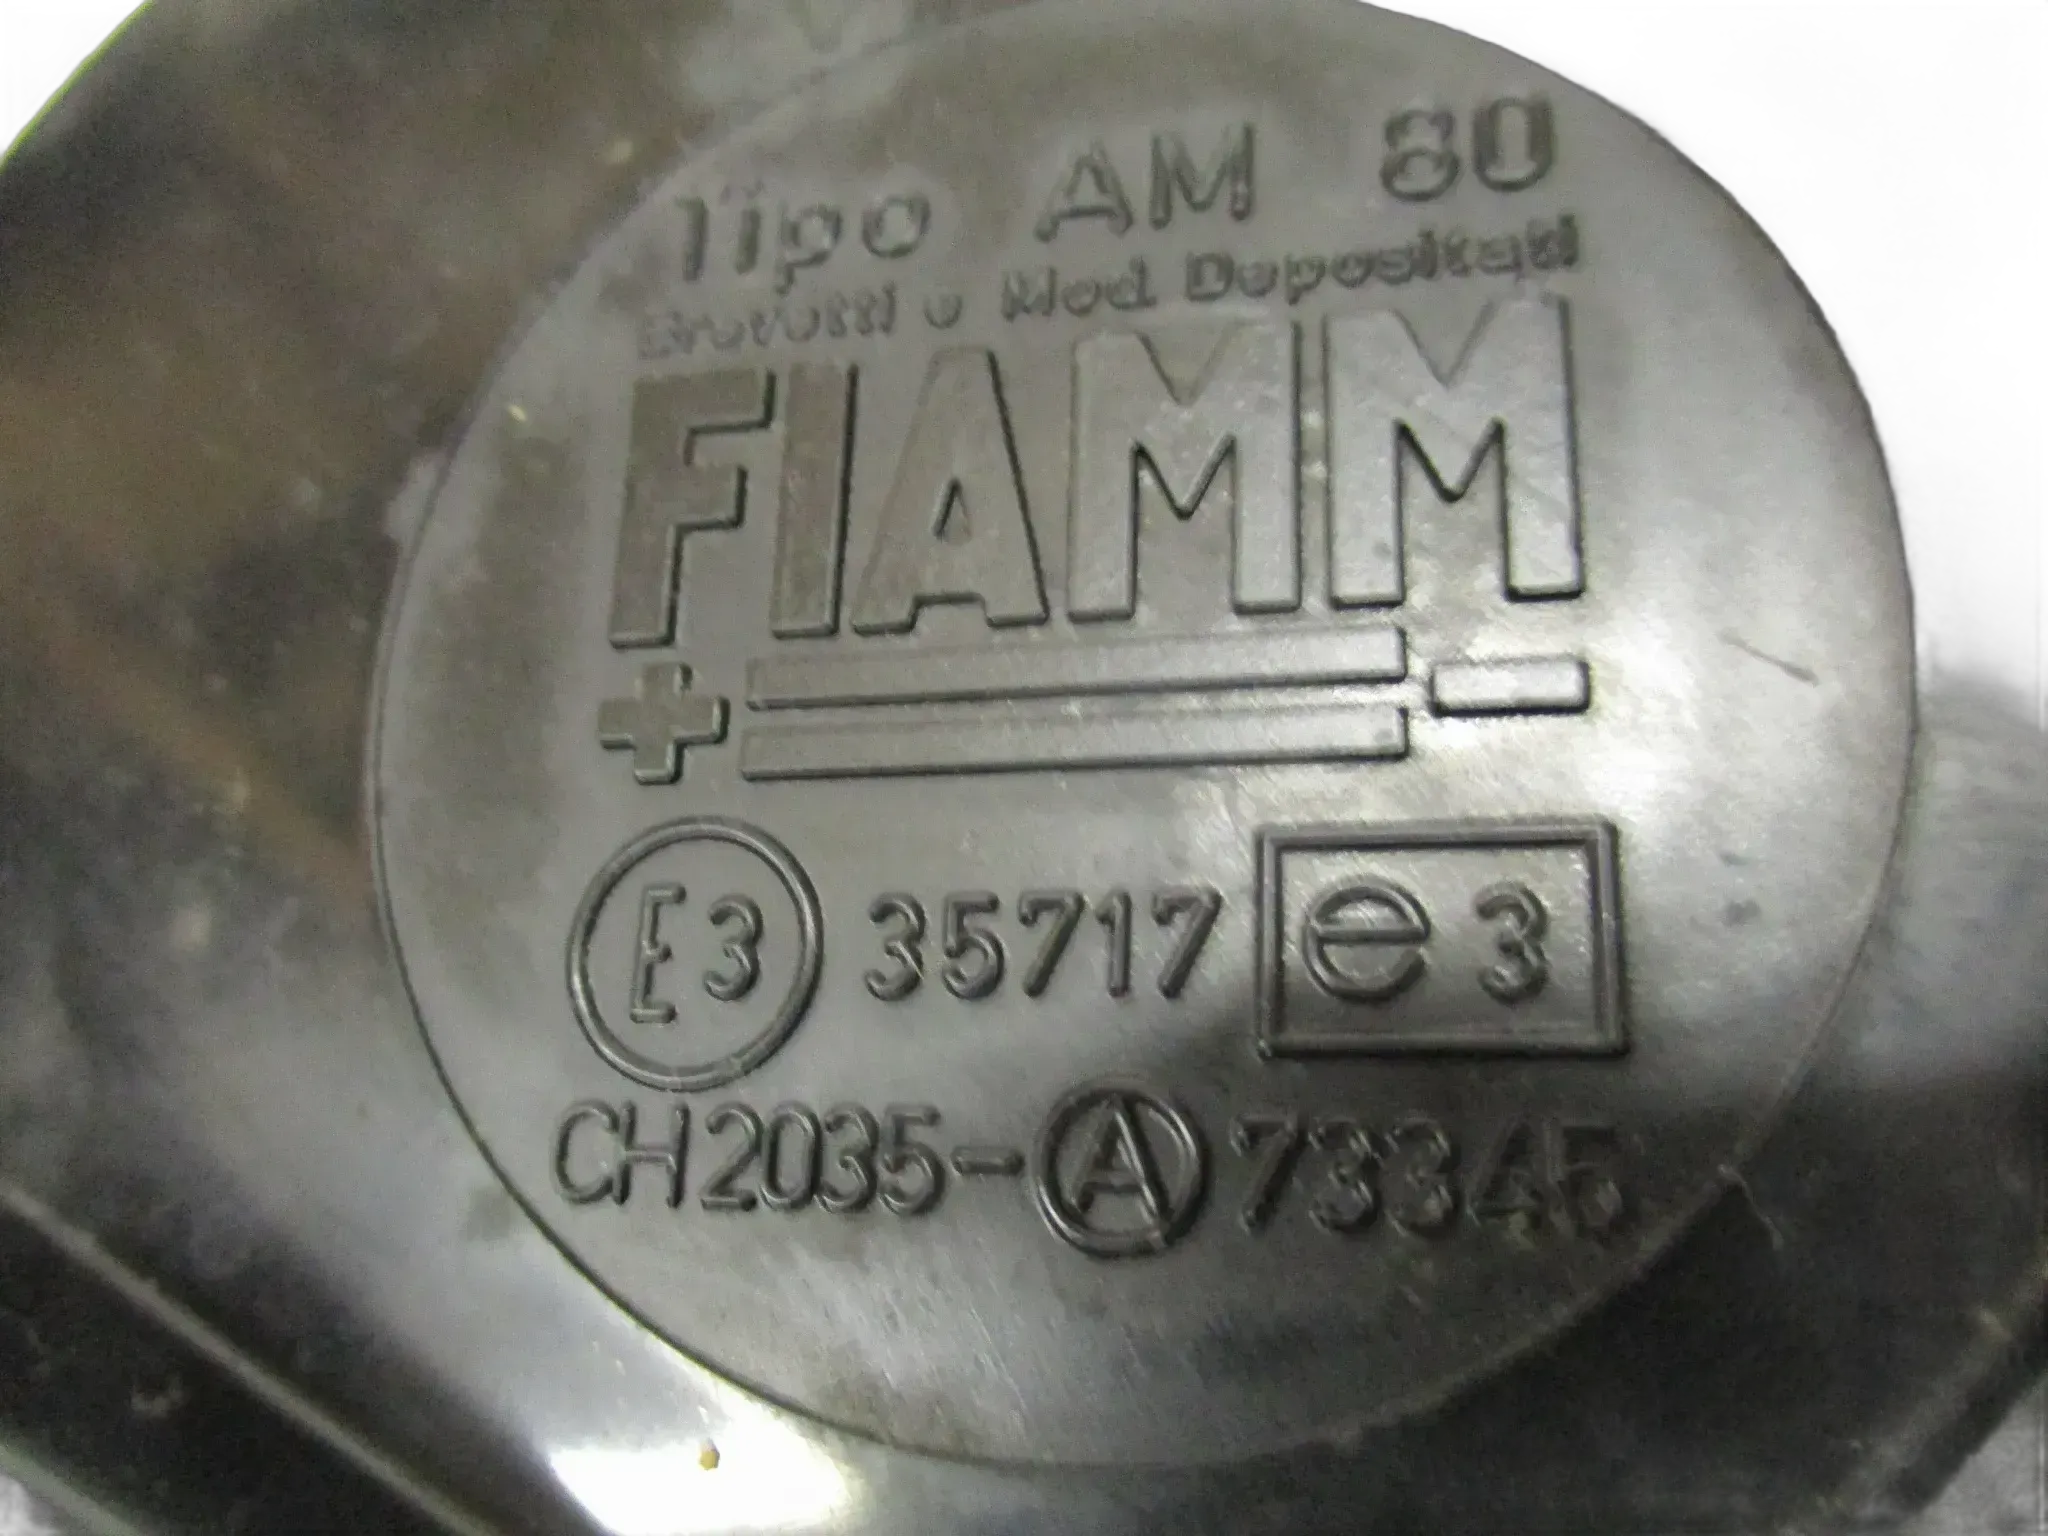 Tipo AM 80
Brevetti e Mod Depositati
FIAMM
+ -
E3 35717 e 3
CH2035-A 73345